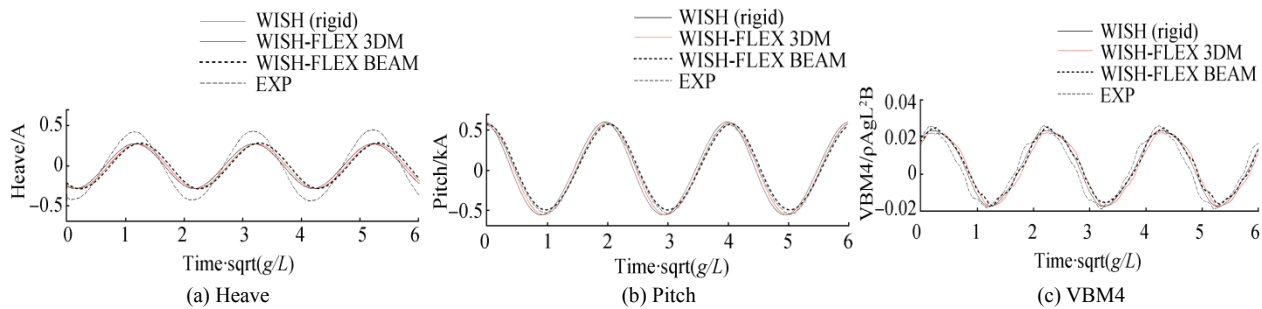 WISH (rigid)
WISH-FLEX 3DM
WISH-FLEX BEAM
EXP
Heave/A
0.5
0
–0.5
0 1 2 3 4 5 6
Time·sqrt(g/L)
(a) Heave
WISH (rigid)
WISH-FLEX 3DM
WISH-FLEX BEAM
EXP
Pitch/kA
0.5
0
–0.5
0 1 2 3 4 5 6
Time·sqrt(g/L)
(b) Pitch
WISH (rigid)
WISH-FLEX 3DM
WISH-FLEX BEAM
EXP
VBM4/ρAgL²B
0.04
0.02
0
–0.02
0 1 2 3 4 5 6
Time·sqrt(g/L)
(c) VBM4